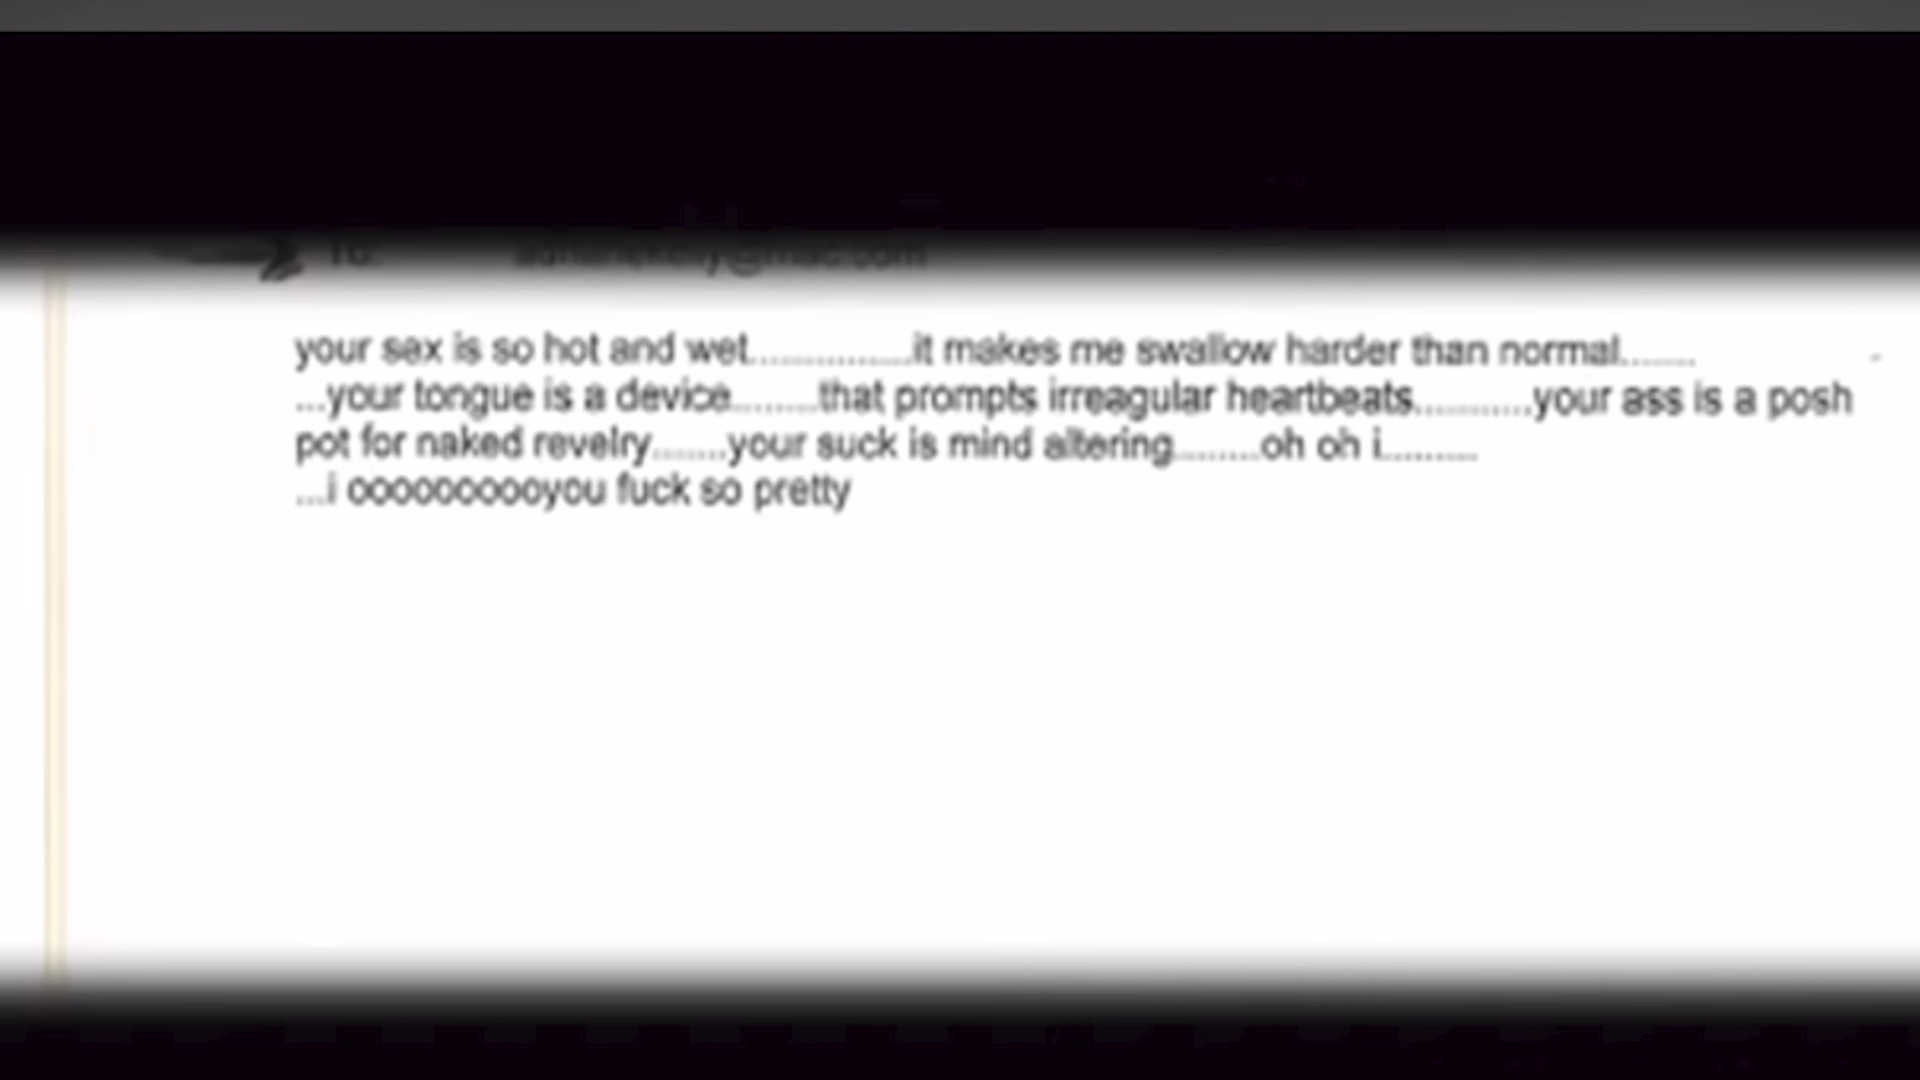 To:
your sex is so hot and wet................it makes me swallow harder than normal.......
...your tongue is a device........that prompts irreagular heartbeats...........your ass is a posh
pot for naked revelry.......your suck is mind altering........oh oh i.........
...i ooooooooooyou fuck so pretty